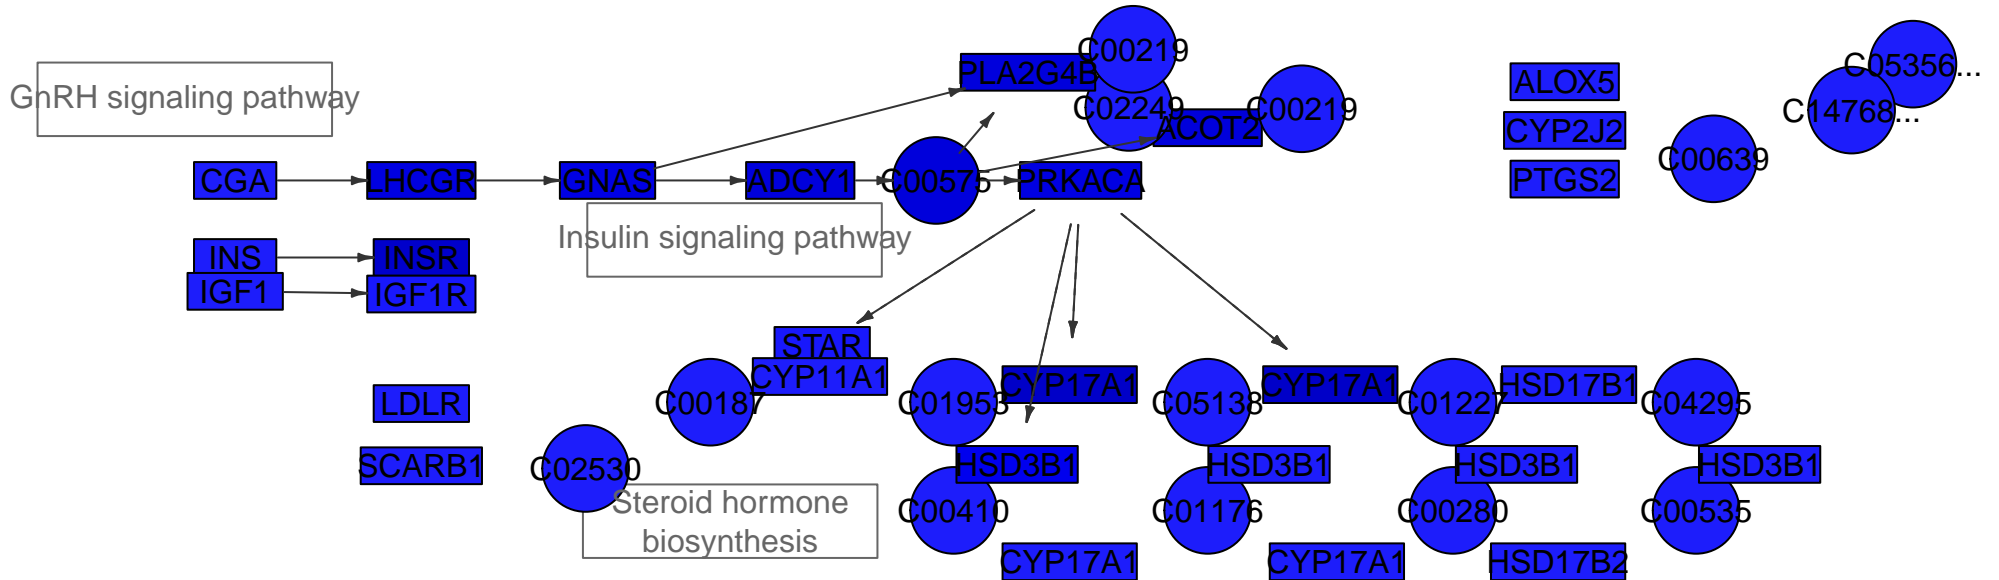 C00219
C05356...
PLA2G4B
ALOX5
GnRH signaling pathway
C02249
C00219
C14768...
ACOT2
CYP2J2
C00639
CGA
LHCGR
GNAS
ADCY1
C00575
PRKACA
PTGS2
Insulin signaling pathway
INS
INSR
IGF1
IGF1R
STAR
CYP11A1
CYP17A1
CYP17A1
HSD17B1
LDLR
C00187
C01953
C05138
C01227
C04295
SCARB1
C02530
HSD3B1
HSD3B1
HSD3B1
HSD3B1
Steroid hormone
biosynthesis
C00410
C01176
C00280
C00535
CYP17A1
CYP17A1
HSD17B2